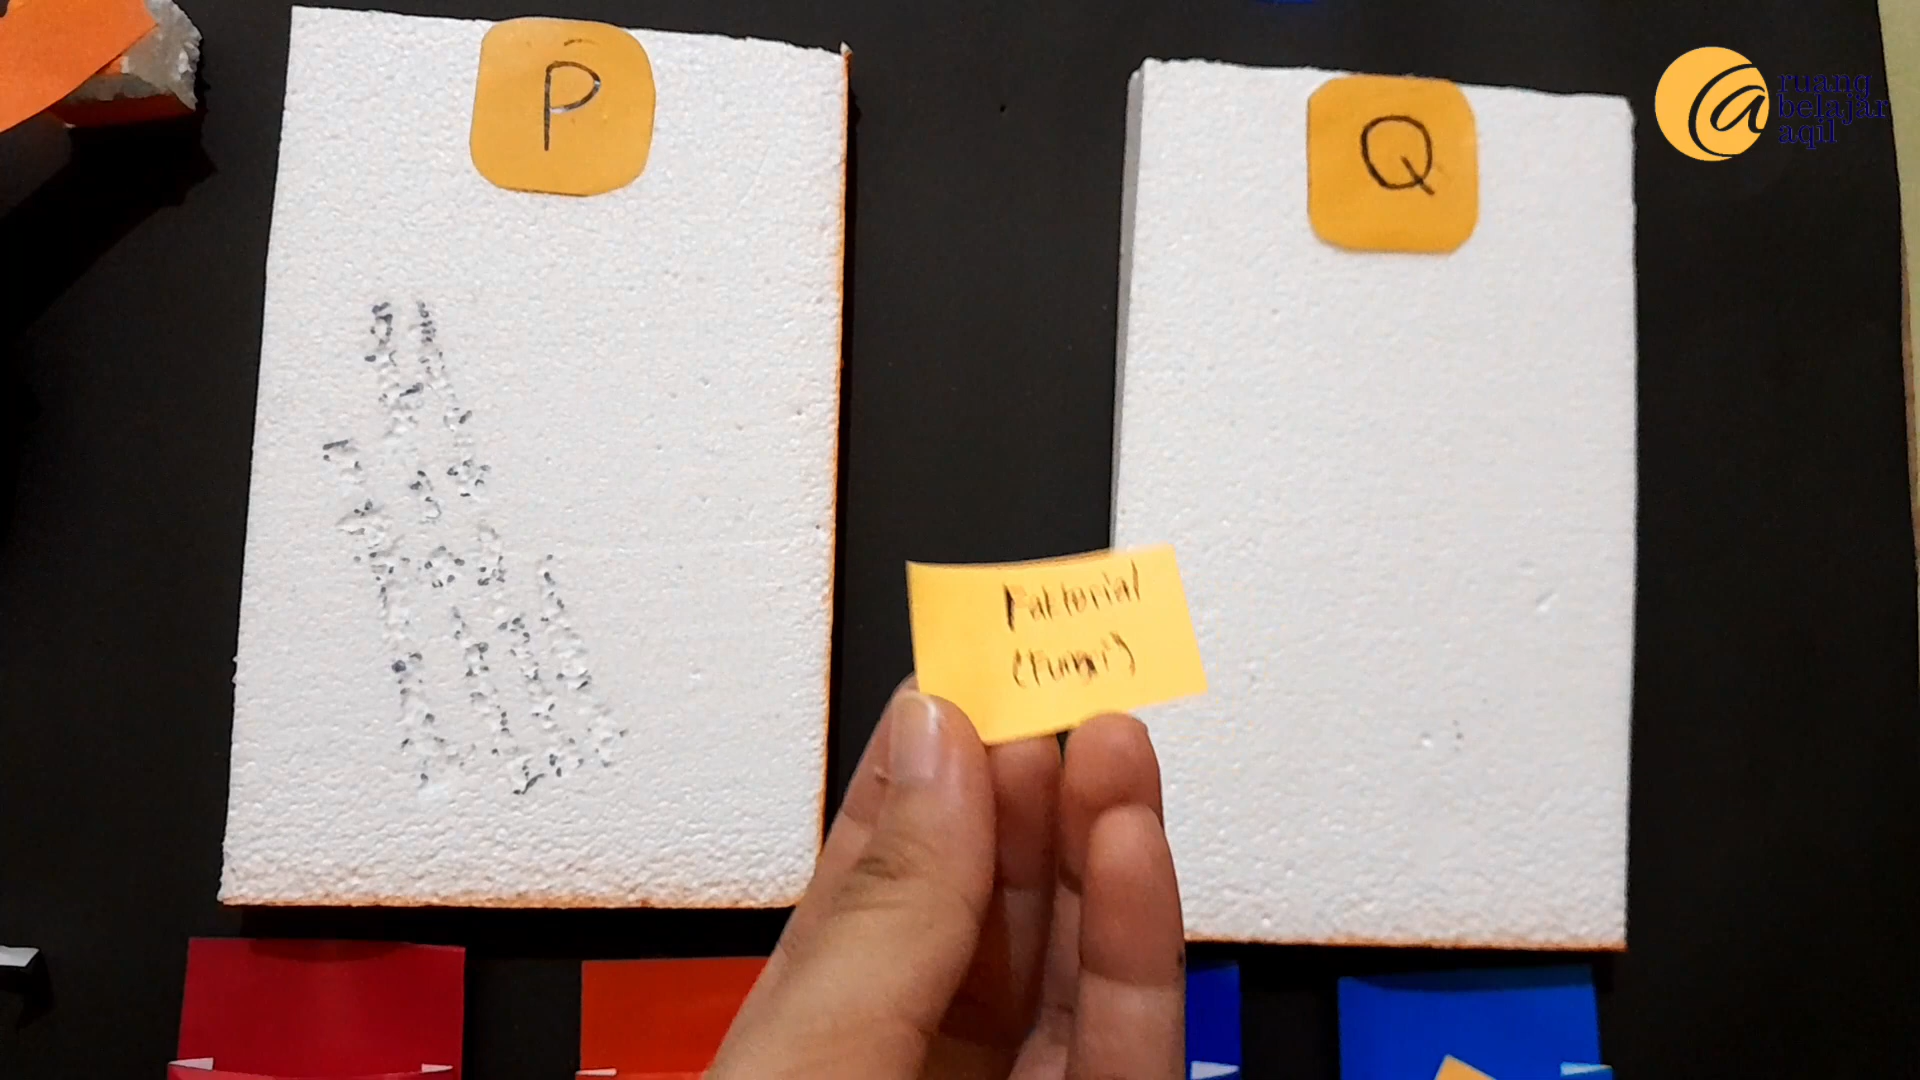 P
Q
ruang
belajar
aqil
Faktorial
(Fungsi)